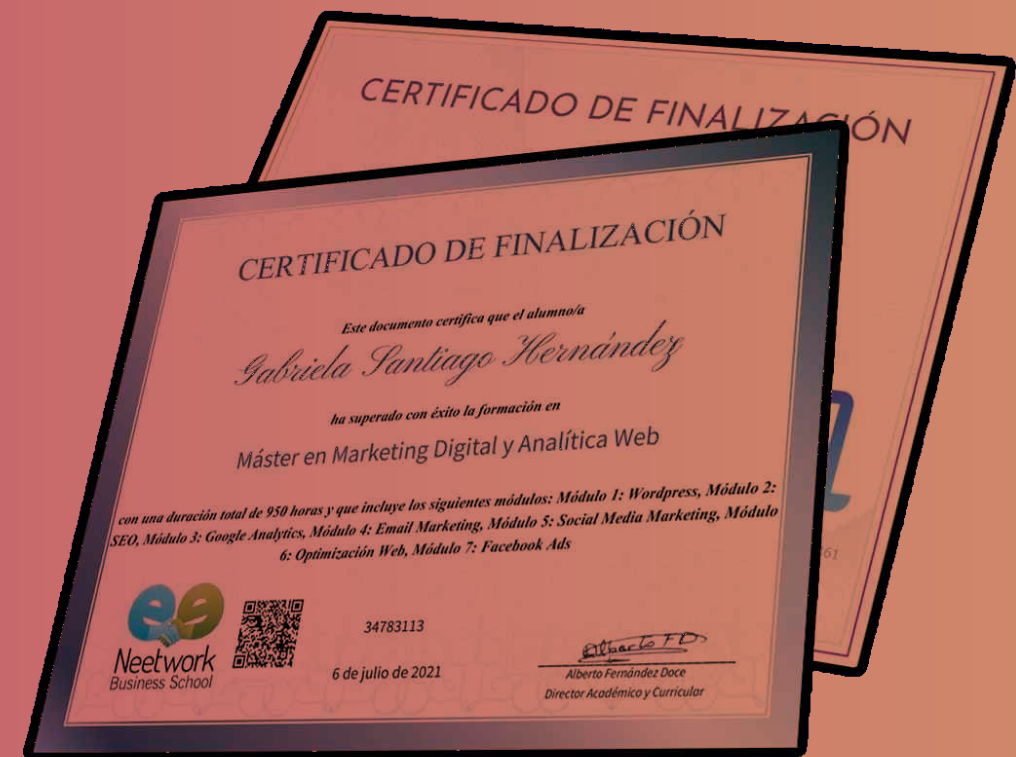 CERTIFICADO DE FINALIZACIÓN
CERTIFICADO DE FINALIZACIÓN
Este documento certifica que el alumno/a
Gabriela Santiago Hernández
ha superado con éxito la formación en
Máster en Marketing Digital y Analítica Web
con una duración total de 950 horas y que incluye los siguientes módulos: Módulo 1: Wordpress, Módulo 2:
SEO, Módulo 3: Google Analytics, Módulo 4: Email Marketing, Módulo 5: Social Media Marketing, Módulo
6: Optimización Web, Módulo 7: Facebook Ads
Neetwork
Business School
34783113
6 de julio de 2021
Alberto F D
Alberto Fernández Doce
Director Académico y Curricular
61